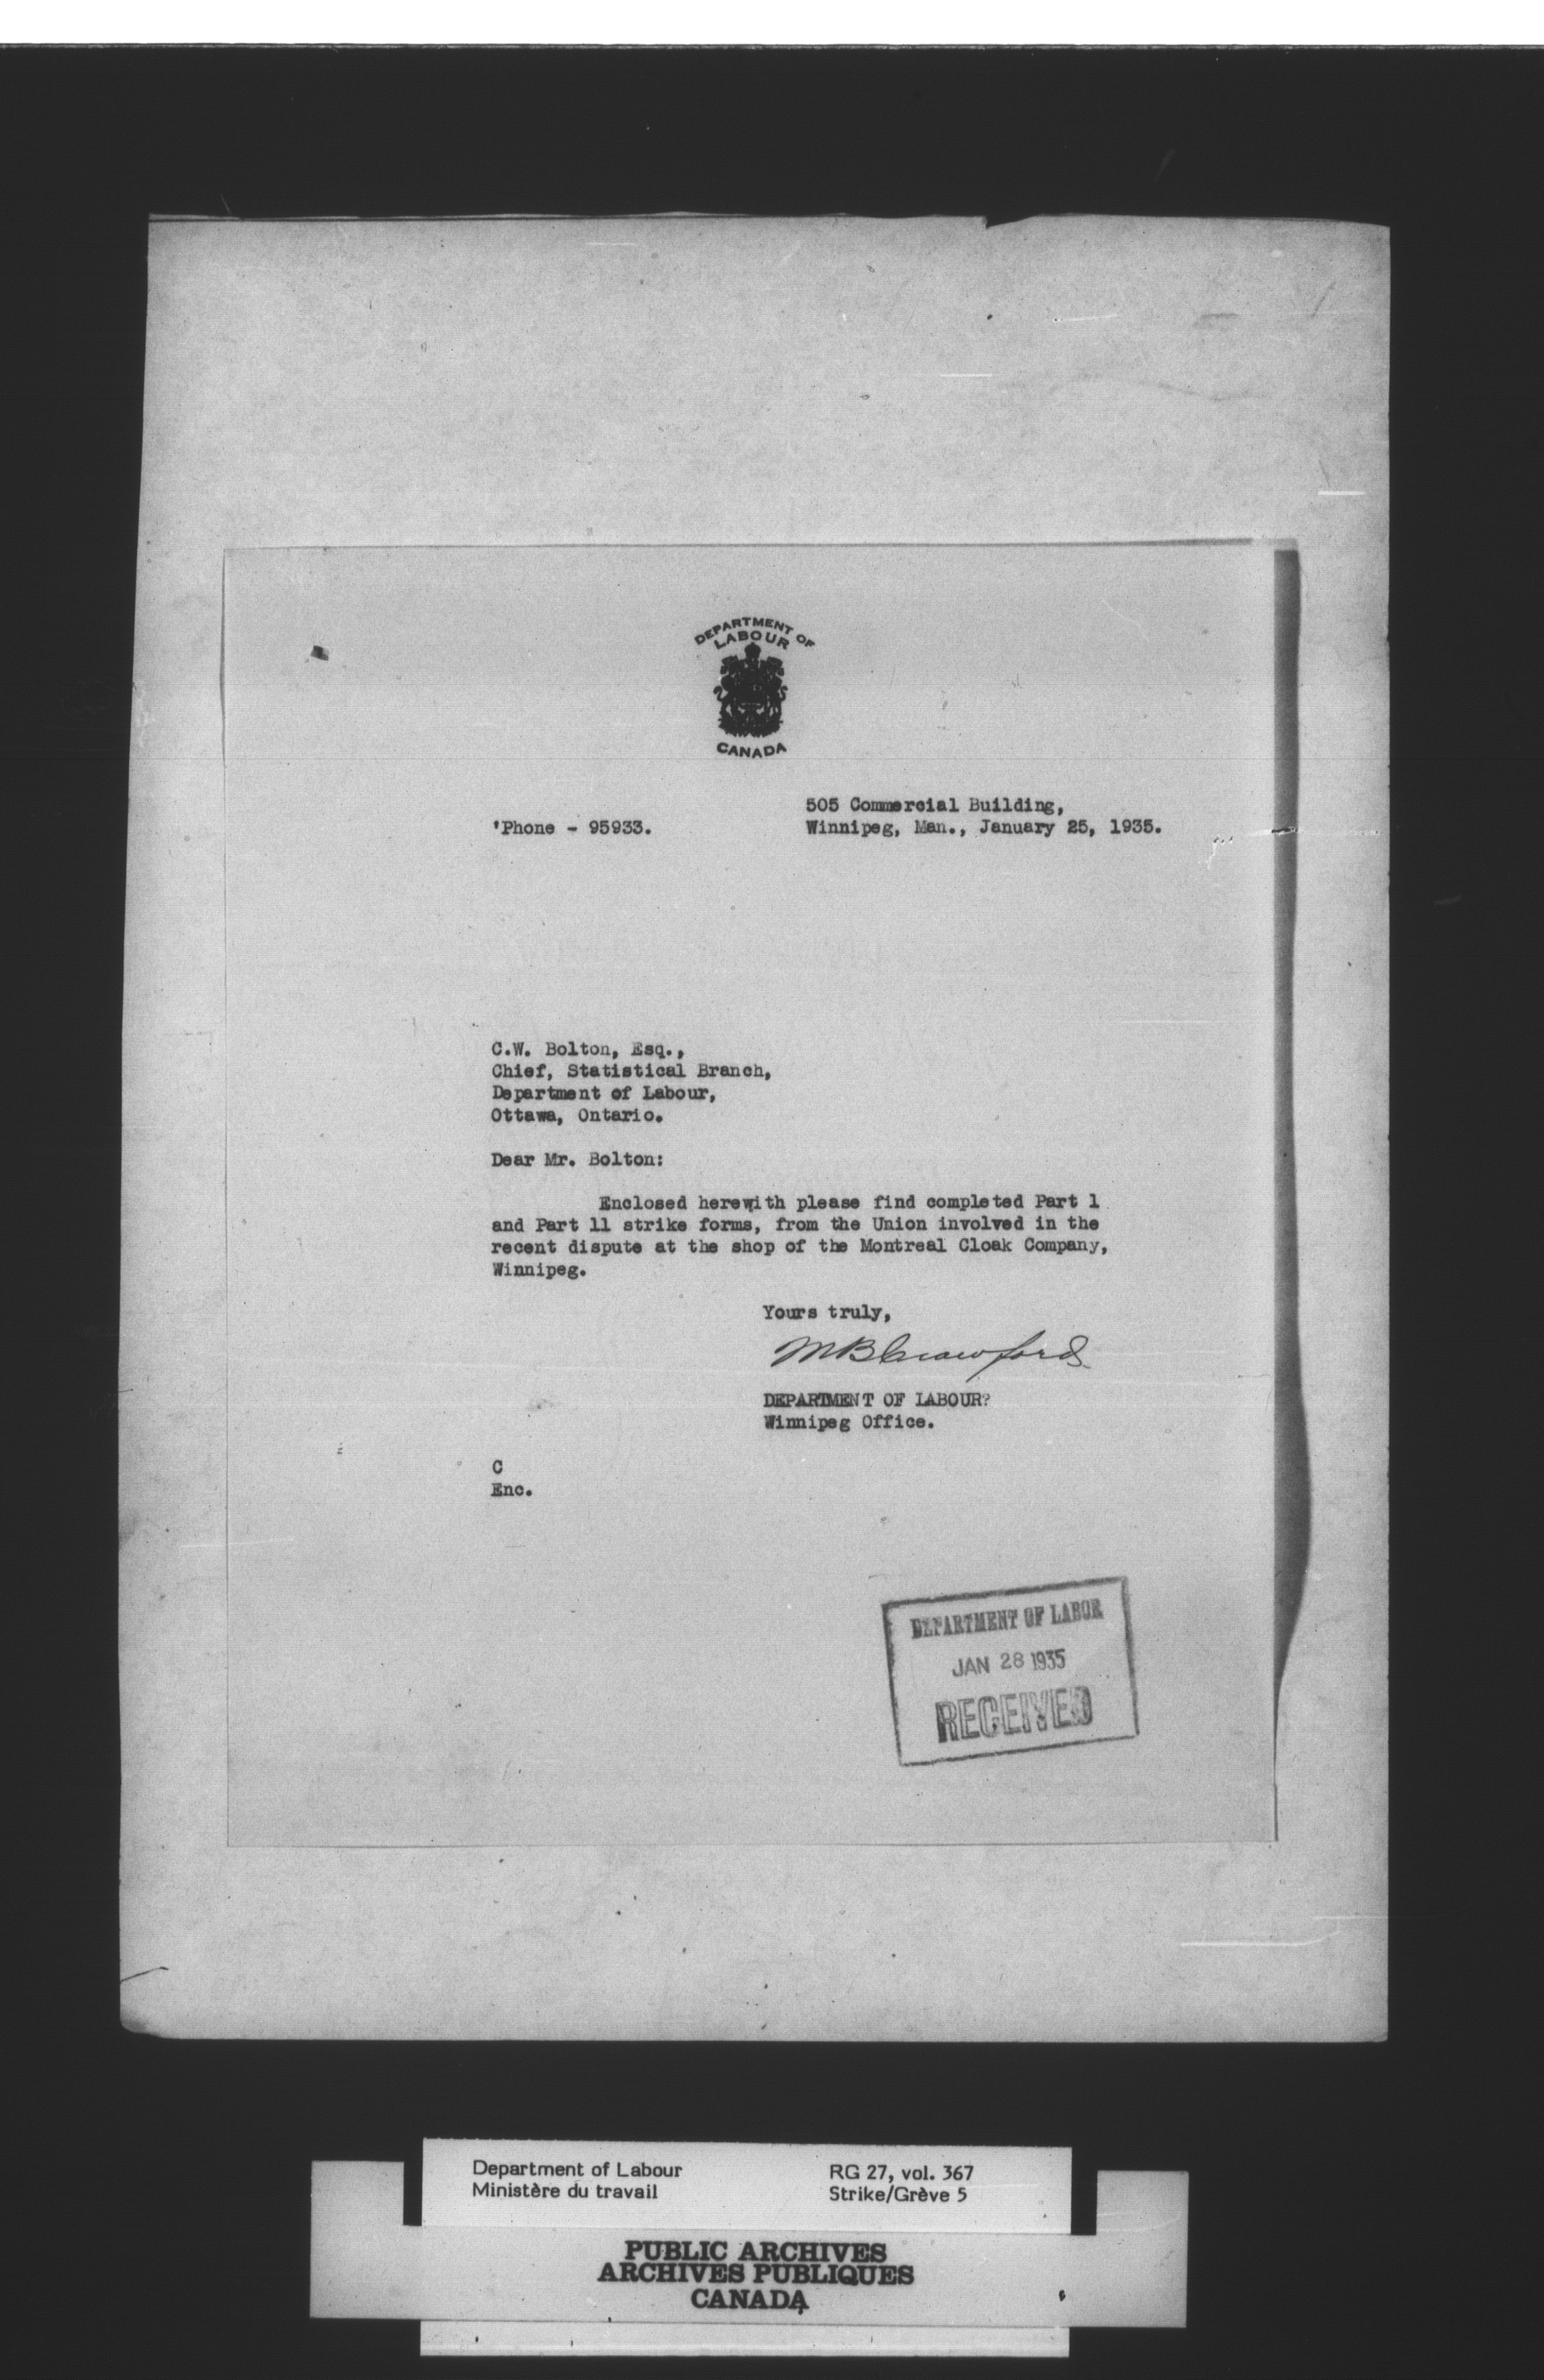 DEPARTMENT OF
LABOUR
CANADA
505 Commercial Building,
'Phone - 95933. Winnipeg, Man., January 25, 1935.
C.W. Bolton, Esq.,
Chief, Statistical Branch,
Department of Labour,
Ottawa, Ontario.
Dear Mr. Bolton:
Enclosed herewith please find completed Part 1
and Part 11 strike forms, from the Union involved in the
recent dispute at the shop of the Montreal Cloak Company,
Winnipeg.
Yours truly,
MBCrawford
DEPARTMENT OF LABOUR?
Winnipeg Office.
C
Enc.
DEPARTMENT OF LABOR
JAN 28 1935
RECEIVED
Department of Labour RG 27, vol. 367
Ministère du travail Strike/Grève 5
PUBLIC ARCHIVES
ARCHIVES PUBLIQUES
CANADA